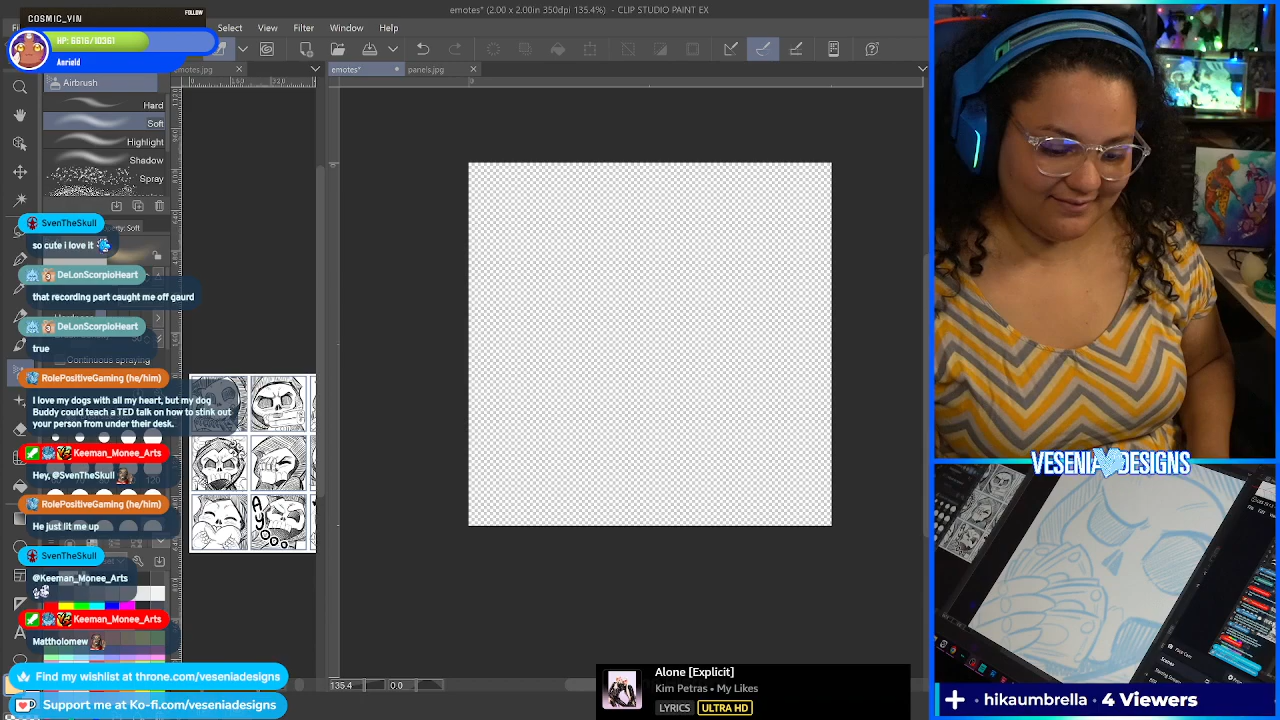 emotes* (2.00 x 2.00in 350dpi 135.4%) - CLIP STUDIO PAINT EX
COSMIC_VIN
FOLLOW
Select
View
Filter
Window
Help
HP: 6616/10361
Anrield
emotes.jpg
emotes*
panels.jpg
Airbrush
Hard
Soft
Highlight
Shadow
Spray
SvenTheSkull
so cute i love it
DeLonScorpioHeart
that recording part caught me off gaurd
DeLonScorpioHeart
true
Continuous spraying
RolePositiveGaming (he/him)
I love my dogs with all my heart, but my dog
Buddy could teach a TED talk on how to stink out
your person from under their desk.
Keeman_Monee_Arts
Hey, @SvenTheSkull
RolePositiveGaming (he/him)
He just lit me up
SvenTheSkull
@Keeman_Monee_Arts
Keeman_Monee_Arts
Mattholomew
Find my wishlist at throne.com/veseniadesigns
Support me at Ko-fi.com/veseniadesigns
135.4
0.0
Alone [Explicit]
Kim Petras • My Likes
LYRICS
ULTRA HD
VESENIA DESIGNS
hikaumbrella • 4 Viewers